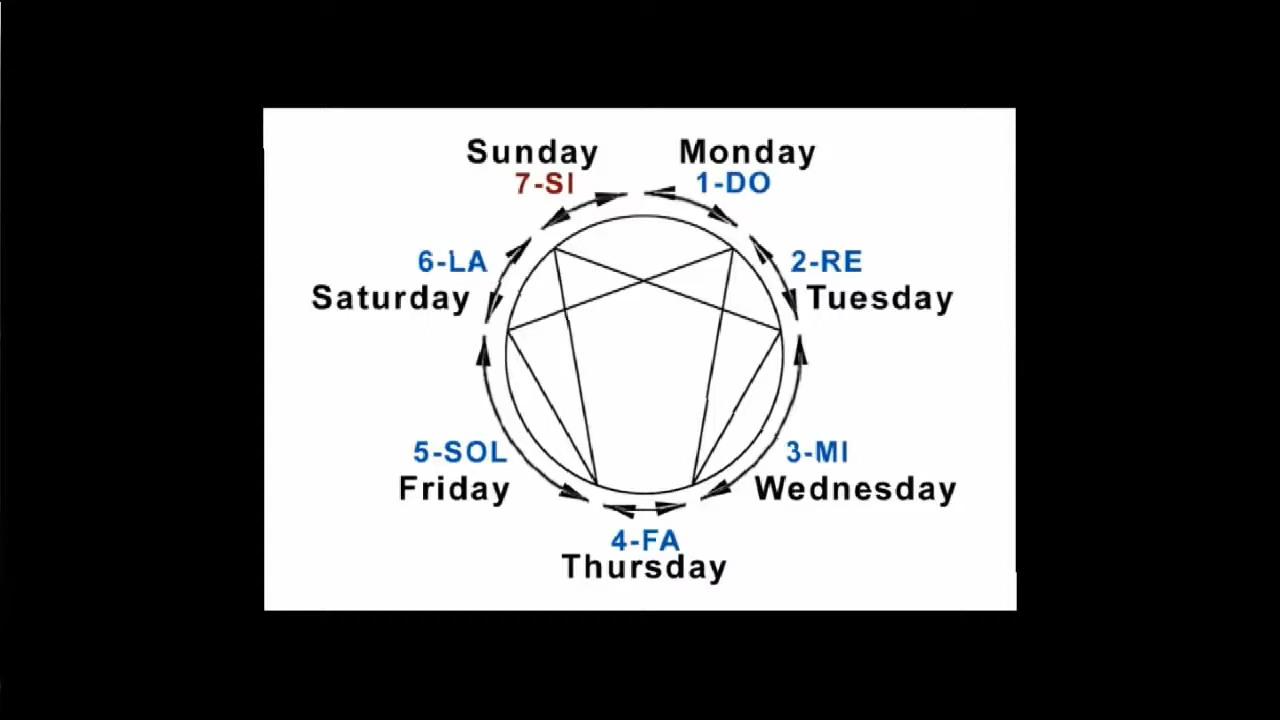 Sunday
7-SI
Monday
1-DO
6-LA
Saturday
2-RE
Tuesday
5-SOL
Friday
3-MI
Wednesday
4-FA
Thursday